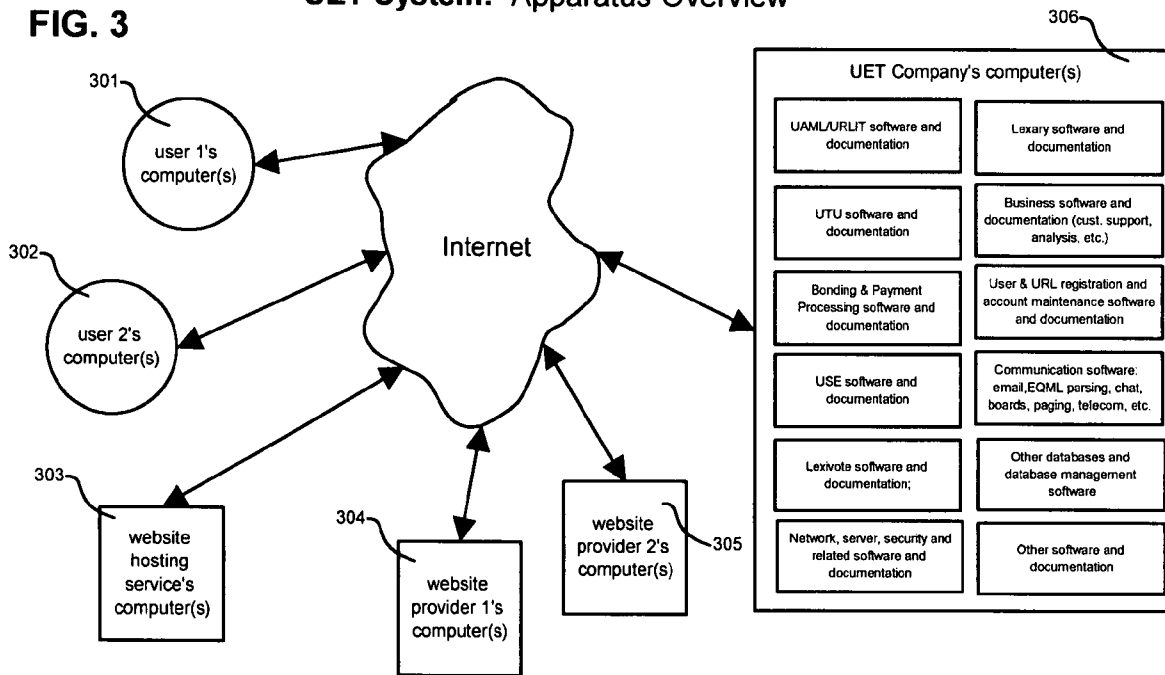 UET System: Apparatus Overview
FIG. 3
306
301
user 1's
computer(s)
302
user 2's
computer(s)
Internet
303
website
hosting
service's
computer(s)
304
website
provider 1's
computer(s)
website
provider 2's
computer(s)
305
UET Company's computer(s)
UAML/URLIT software and
documentation
Lexary software and
documentation
UTU software and
documentation
Business software and
documentation (cust. support,
analysis, etc.)
Bonding & Payment
Processing software and
documentation
User & URL registration and
account maintenance software
and documentation
USE software and
documentation
Communication software:
email,EQML parsing, chat,
boards, paging, telecom, etc.
Lexivote software and
documentation;
Other databases and
database management
software
Network, server, security and
related software and
documentation
Other software and
documentation